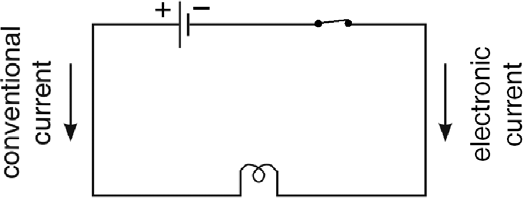 + −
conventional
current
electronic
current